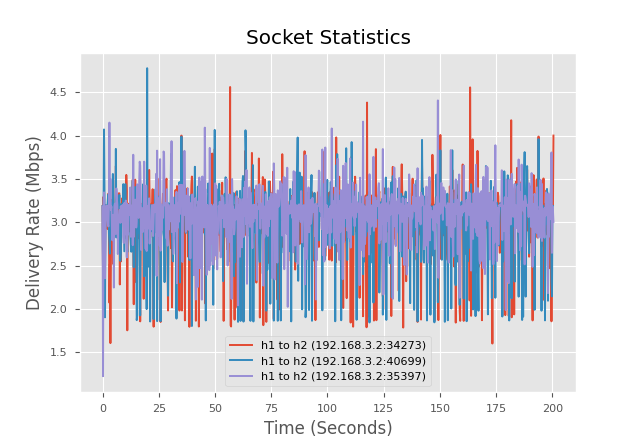 Socket Statistics
Delivery Rate (Mbps)
4.5
4.0
3.5
3.0
2.5
2.0
1.5
h1 to h2 (192.168.3.2:34273)
h1 to h2 (192.168.3.2:40699)
h1 to h2 (192.168.3.2:35397)
0 25 50 75 100 125 150 175 200
Time (Seconds)